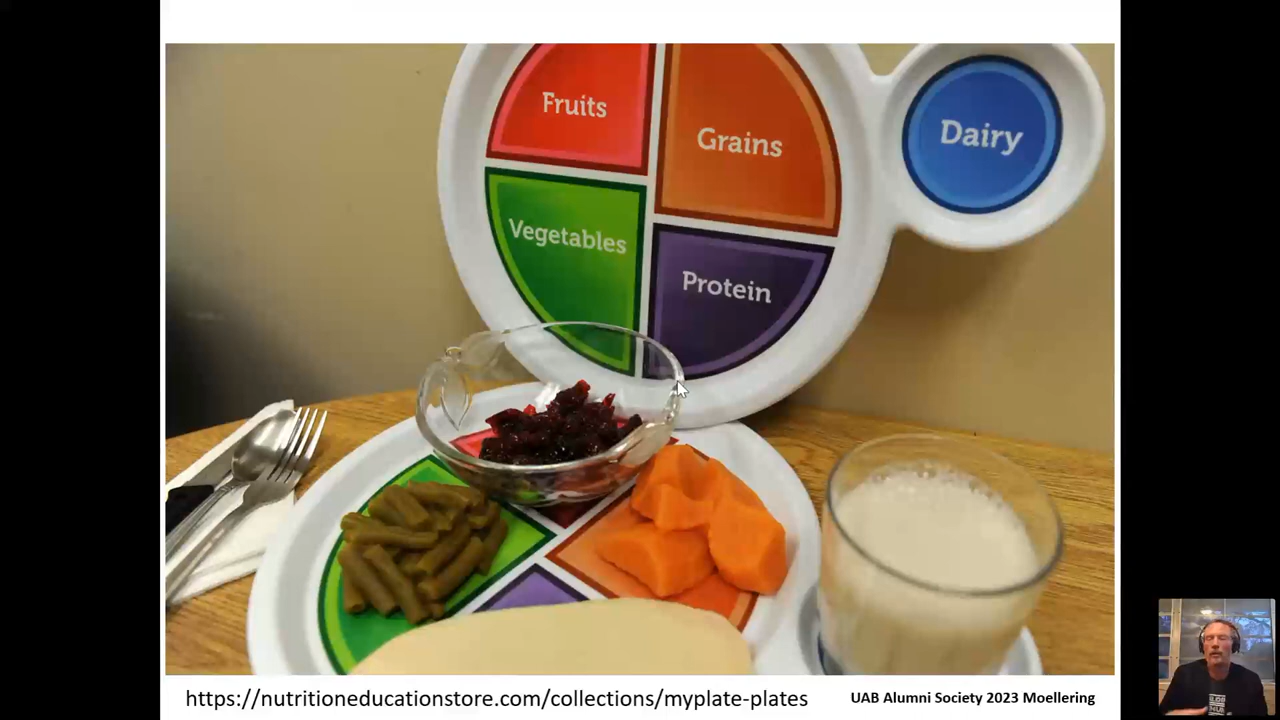 Fruits
Grains
Dairy
Vegetables
Protein
https://nutritioneducationstore.com/collections/myplate-plates
UAB Alumni Society 2023 Moellering